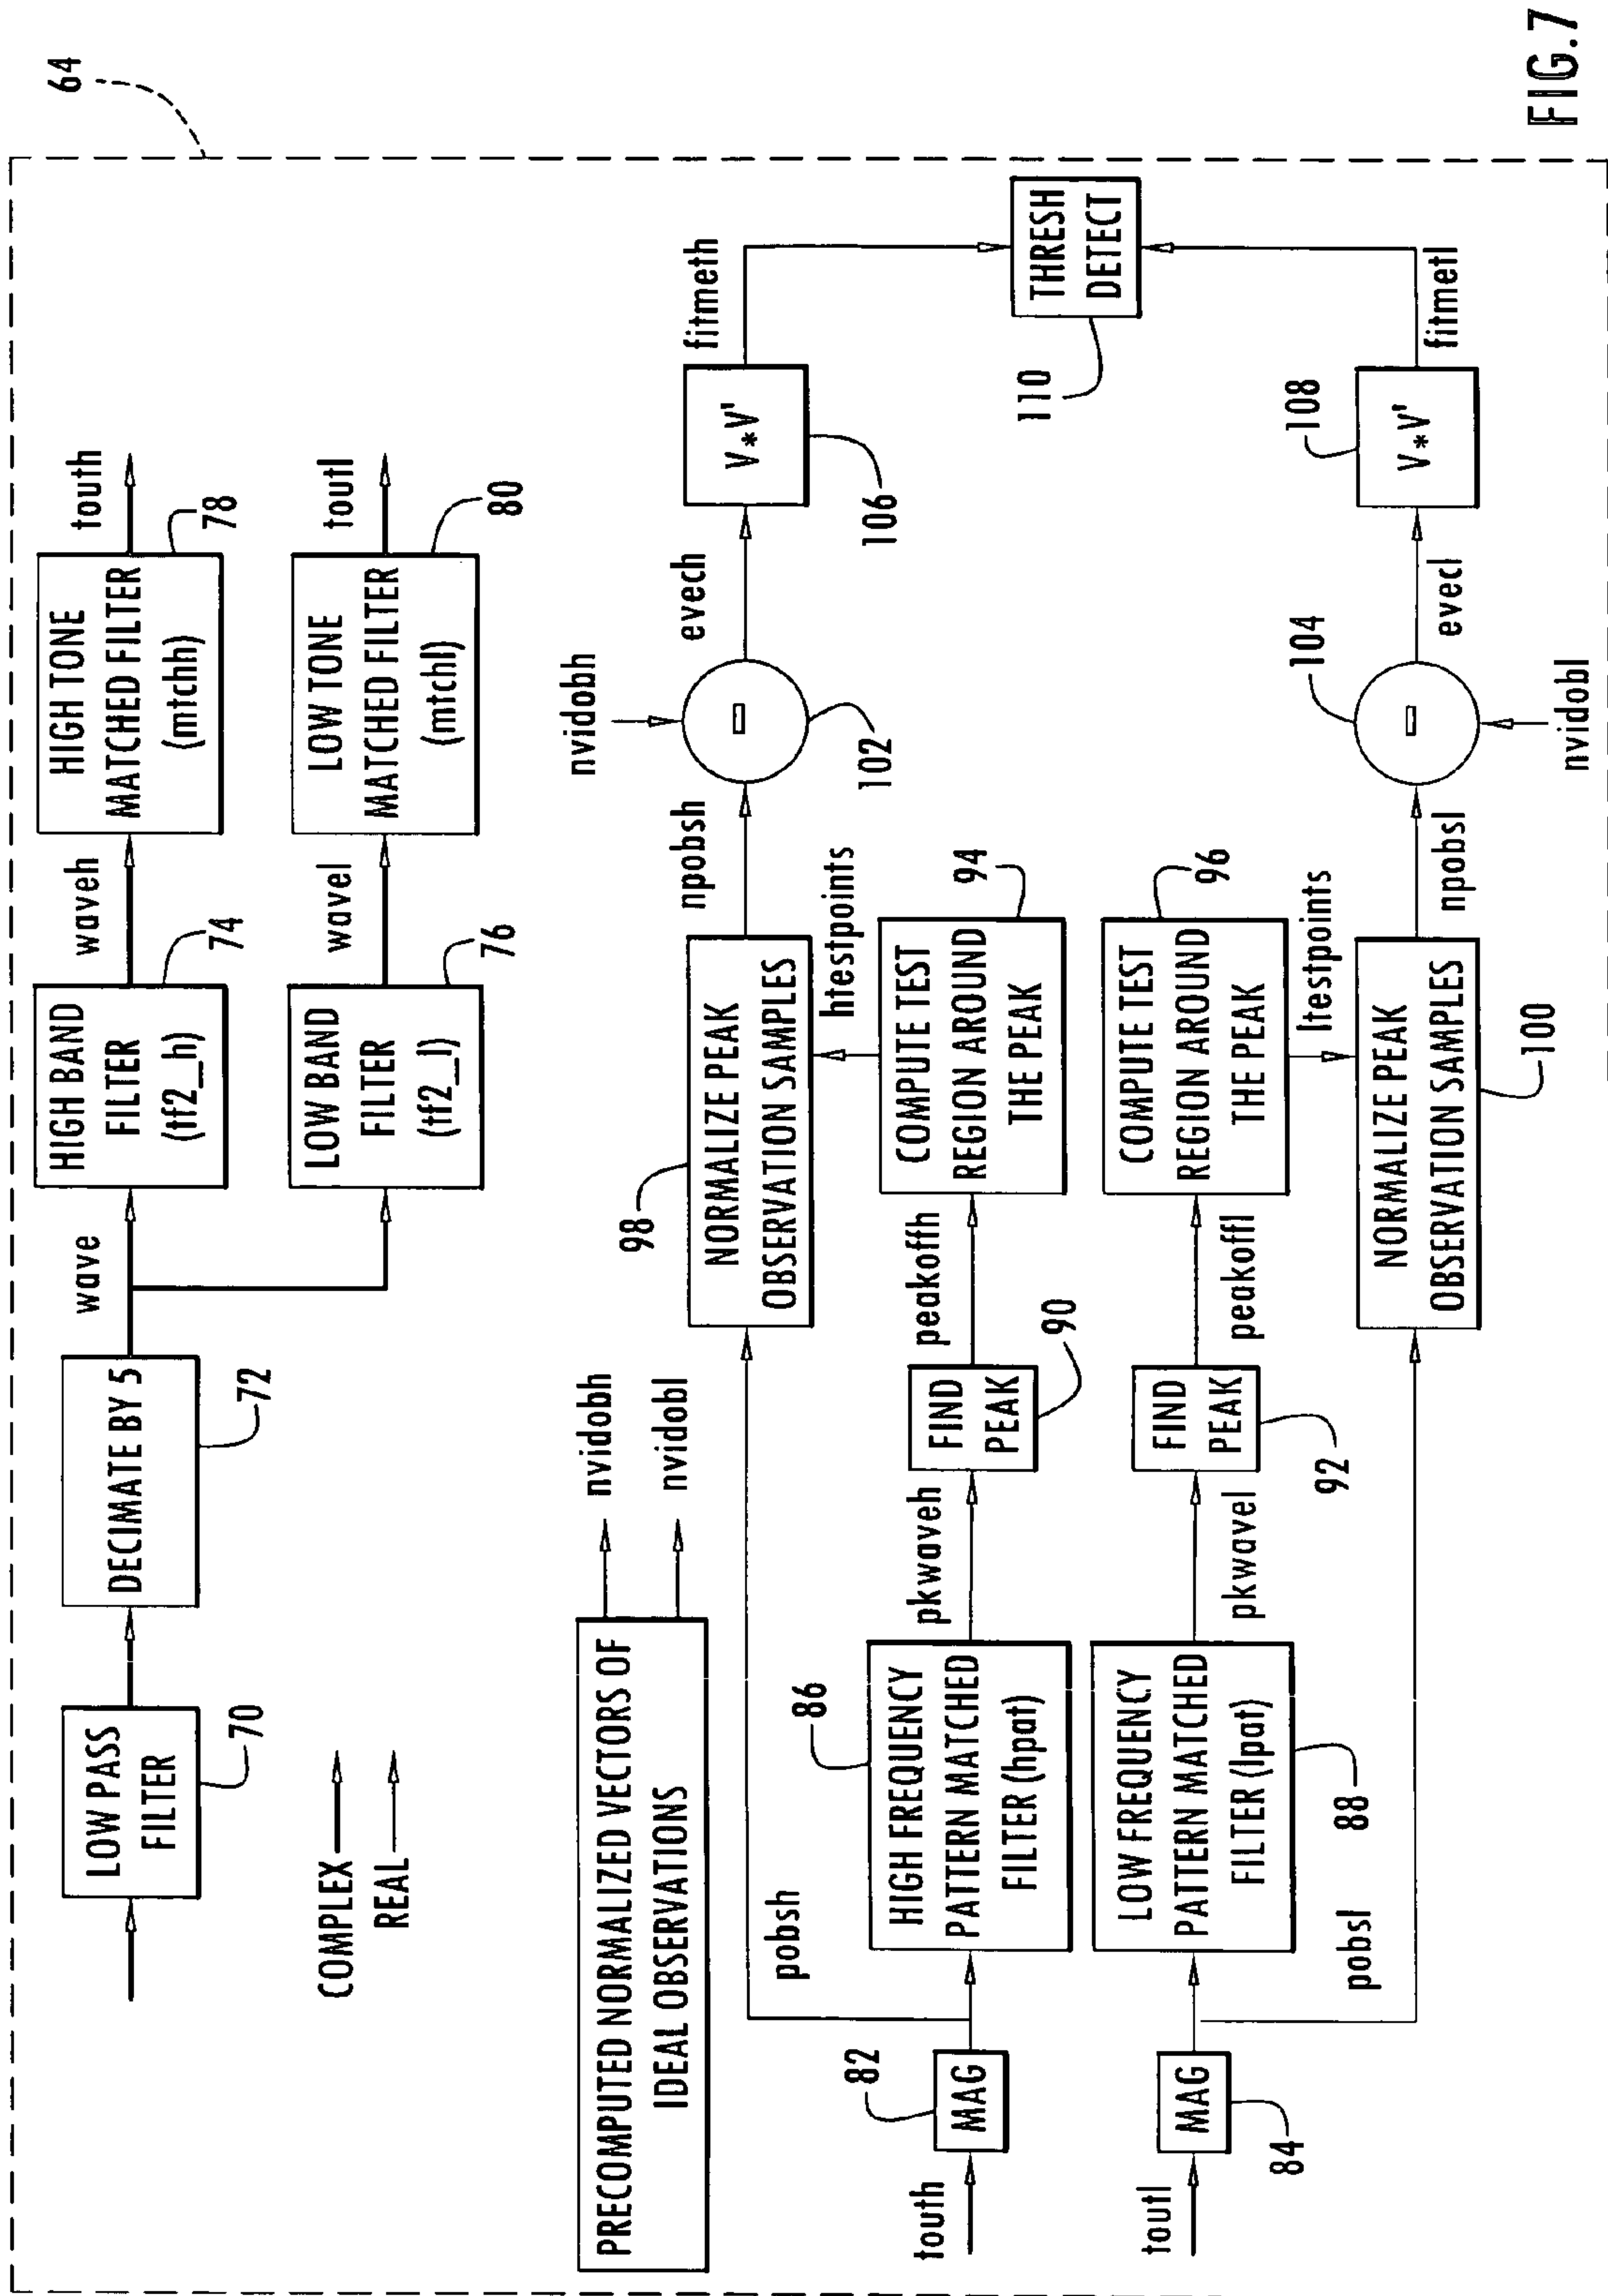 64
LOW PASS
FILTER
70
DECIMATE BY 5
72
wave
HIGH BAND
FILTER
(tf2_h)
74
waveh
HIGH TONE
MATCHED FILTER
(mtchh)
78
touth
LOW BAND
FILTER
(tf2_l)
76
wavel
LOW TONE
MATCHED FILTER
(mtchl)
80
toutl
COMPLEX
REAL
PRECOMPUTED NORMALIZED VECTORS OF
IDEAL OBSERVATIONS
nvidobh
nvidobl
pobsh
98
NORMALIZE PEAK
OBSERVATION SAMPLES
npobsh
nvidobh
102
-
evech
V*V'
106
fitmeth
touth
MAG
82
HIGH FREQUENCY
PATTERN MATCHED
FILTER (hpat)
86
pkwaveh
FIND
PEAK
90
peakoffh
COMPUTE TEST
REGION AROUND
THE PEAK
94
htestpoints
THRESH
DETECT
110
toutl
MAG
84
LOW FREQUENCY
PATTERN MATCHED
FILTER (lpat)
88
pkwavel
FIND
PEAK
92
peakoffl
COMPUTE TEST
REGION AROUND
THE PEAK
96
ltestpoints
pobsl
NORMALIZE PEAK
OBSERVATION SAMPLES
100
npobsl
104
-
nvidobl
evecl
V*V'
108
fitmetl
FIG.7